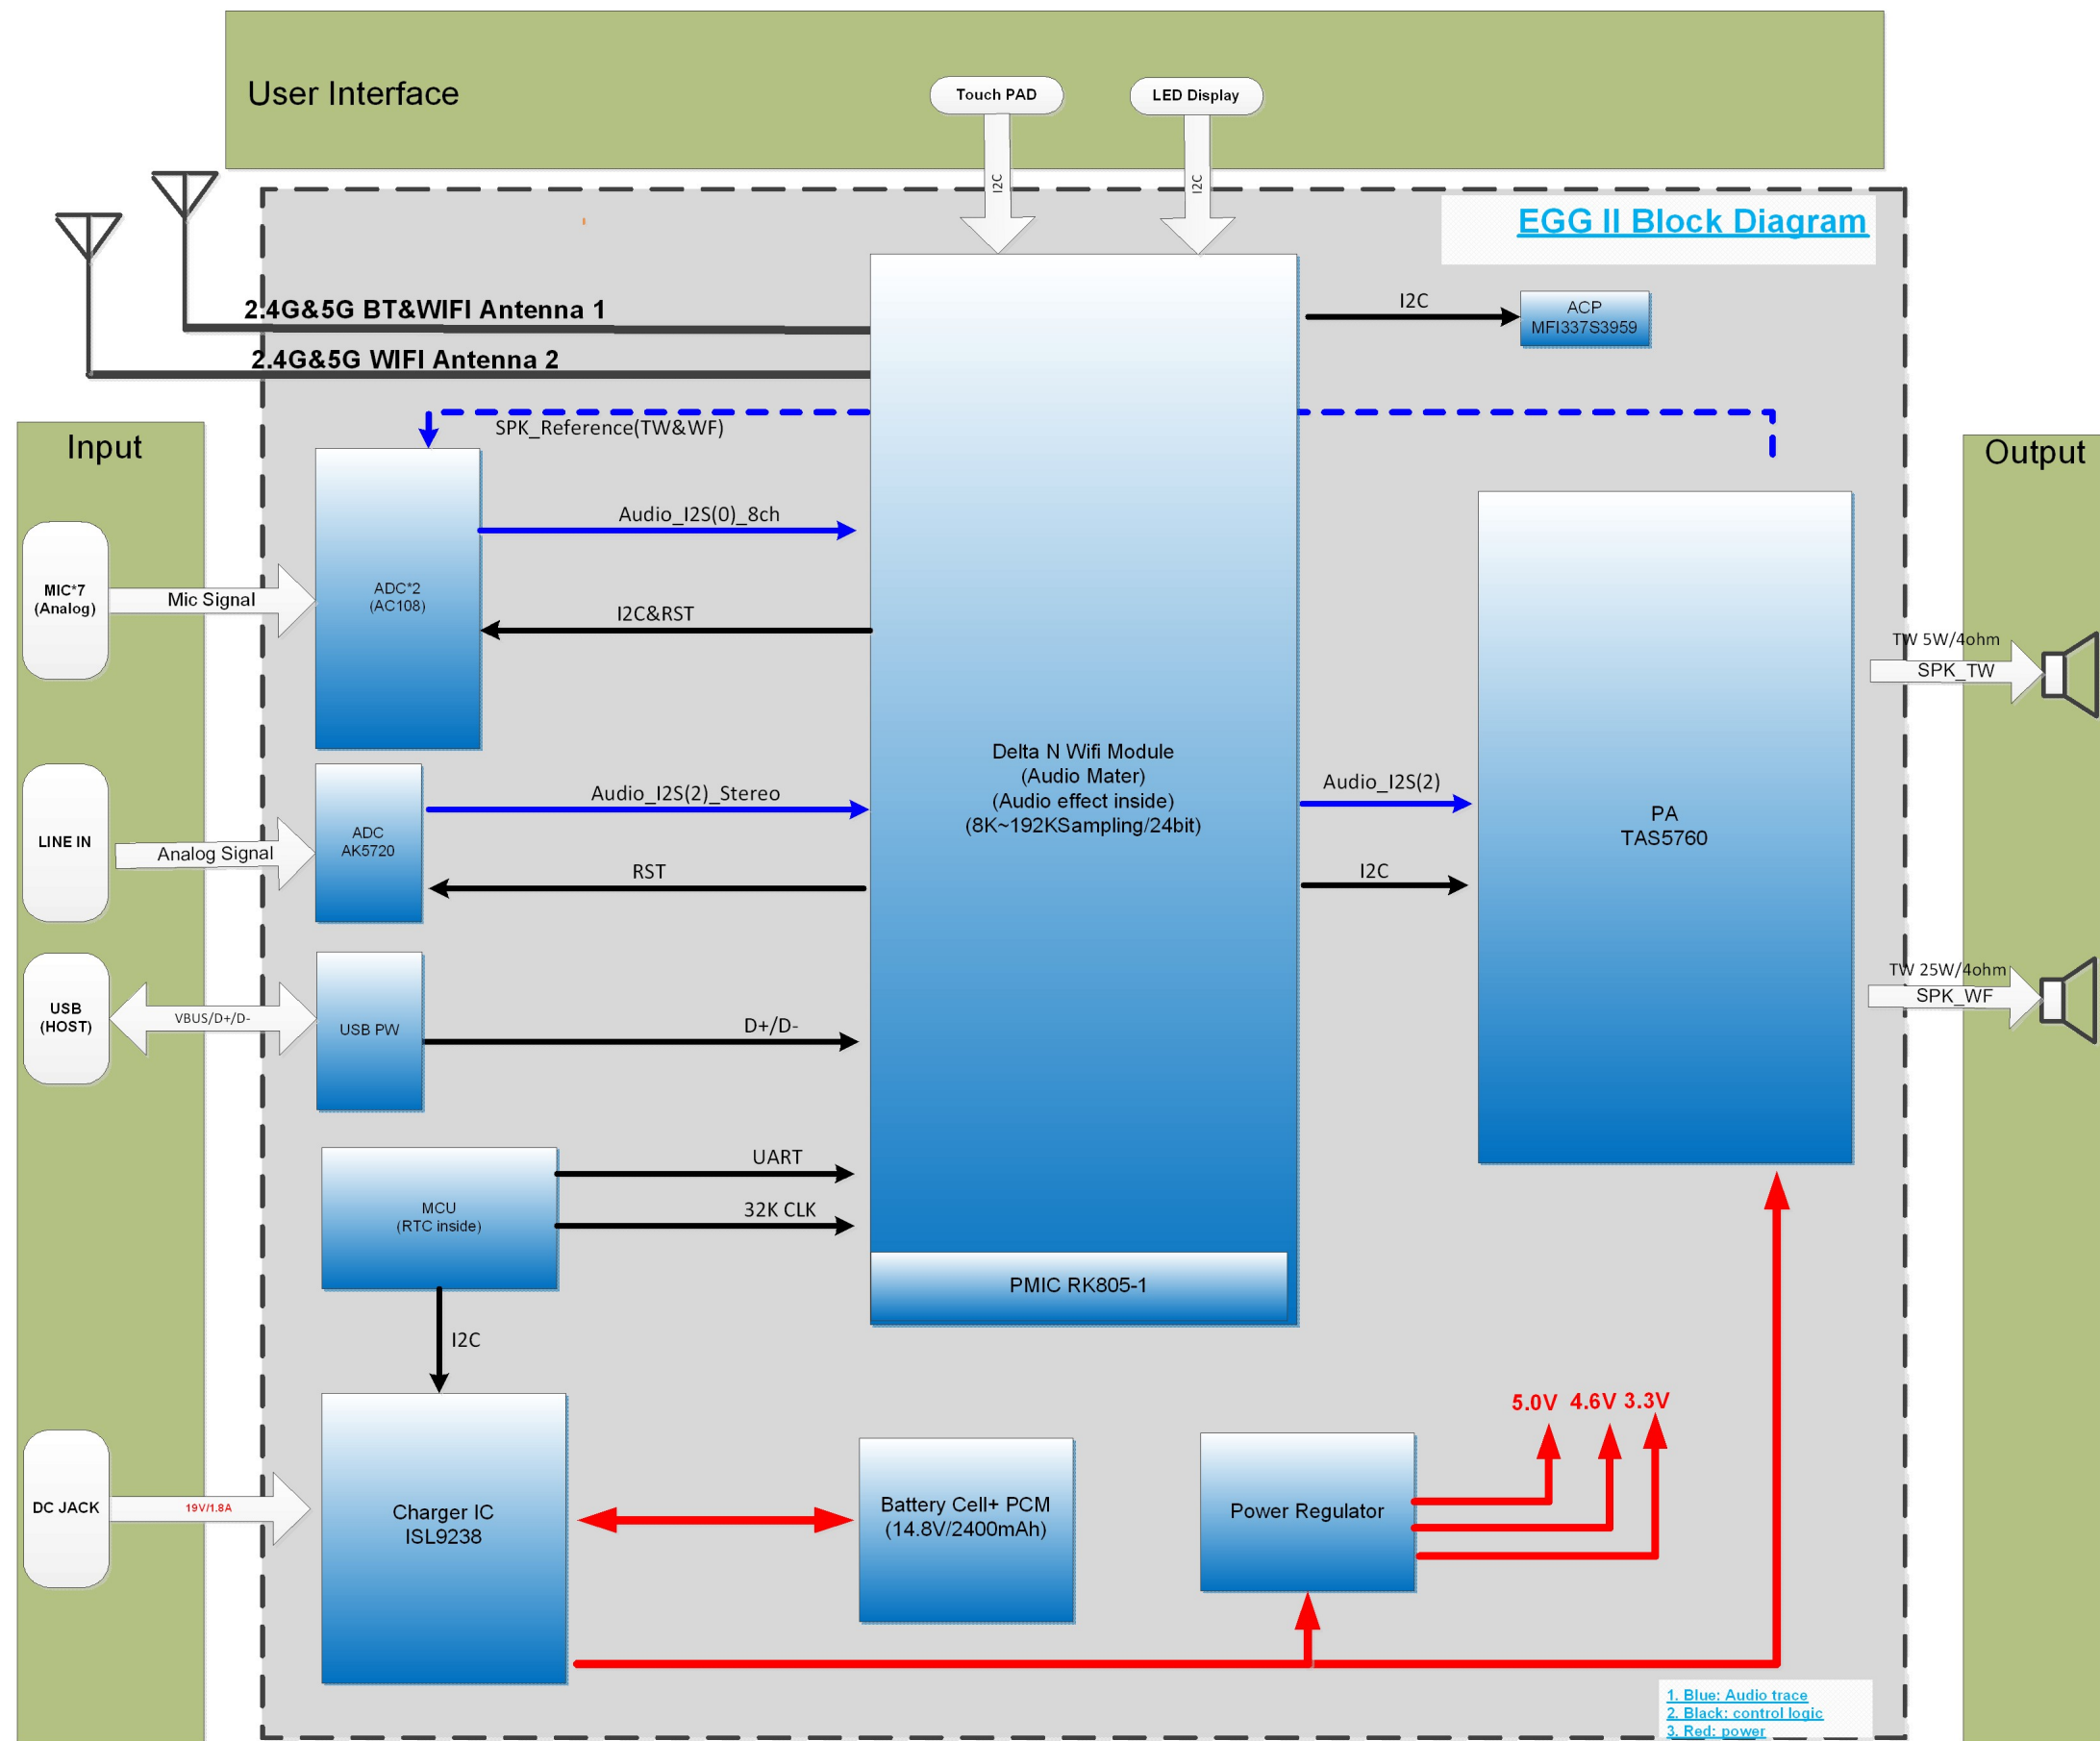 User Interface
Touch PAD
LED Display
I2C
I2C
EGG II Block Diagram
2.4G&5G BT&WIFI Antenna 1
2.4G&5G WIFI Antenna 2
I2C
ACP
MFI337S3959
SPK_Reference(TW&WF)
Input
Output
MIC*7
(Analog)
Mic Signal
ADC*2
(AC108)
Audio_I2S(0)_8ch
I2C&RST
TW 5W/4ohm
SPK_TW
LINE IN
Analog Signal
ADC
AK5720
Audio_I2S(2)_Stereo
RST
Delta N Wifi Module
(Audio Mater)
(Audio effect inside)
(8K~192KSampling/24bit)
Audio_I2S(2)
I2C
PA
TAS5760
USB
(HOST)
VBUS/D+/D-
USB PW
D+/D-
TW 25W/4ohm
SPK_WF
MCU
(RTC inside)
UART
32K CLK
PMIC RK805-1
I2C
DC JACK
19V/1.8A
Charger IC
ISL9238
Battery Cell+ PCM
(14.8V/2400mAh)
Power Regulator
5.0V 4.6V 3.3V
1. Blue: Audio trace
2. Black: control logic
3. Red: power